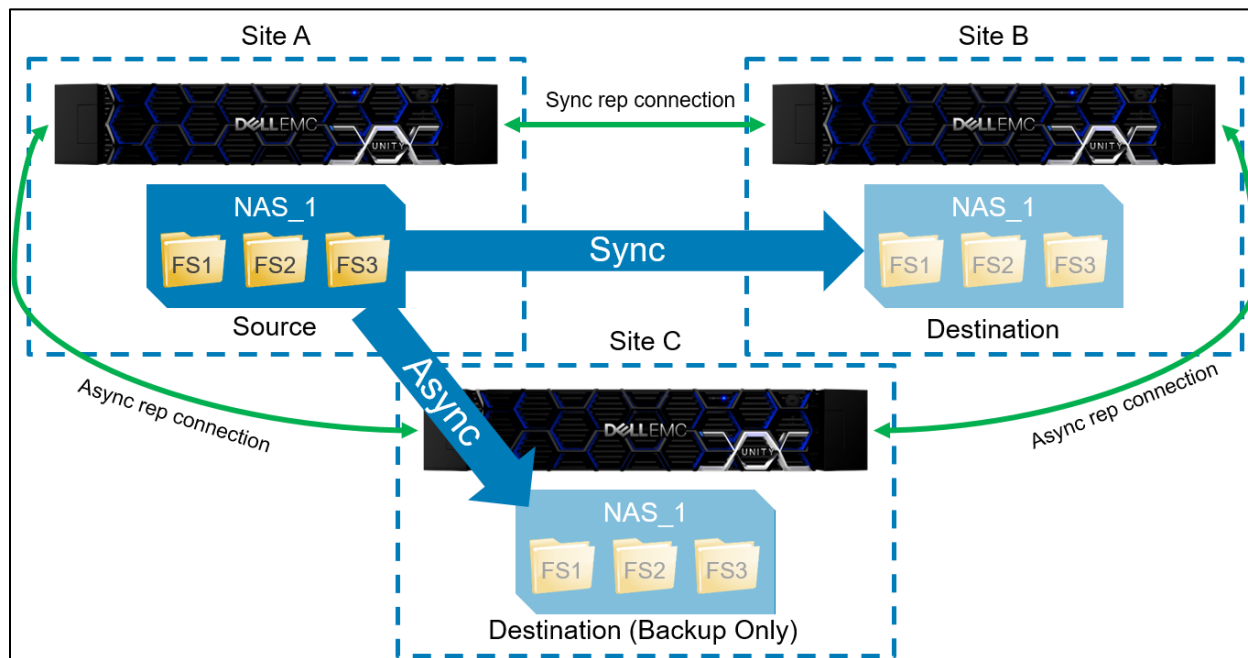 Site A
Site B
Sync rep connection
DELLEMC
UNITY
DELLEMC
UNITY
NAS_1
FS1 FS2 FS3
Source
Sync
NAS_1
FS1 FS2 FS3
Destination
Async
Site C
Async rep connection
Async rep connection
DELLEMC
UNITY
NAS_1
FS1 FS2 FS3
Destination (Backup Only)